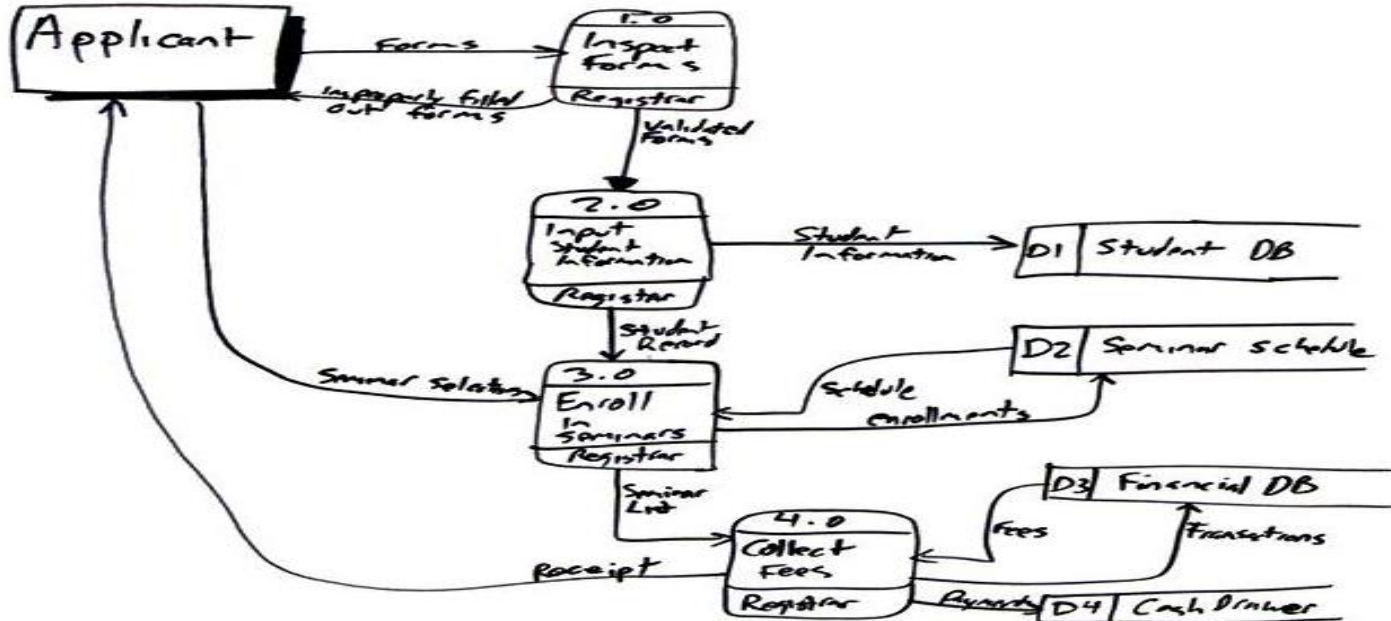 Applicant
Forms
1.0
Inspect
Forms
Registrar
Improperly filled
out forms
Validated
Forms
2.0
Input
Student
Information
Registrar
Student
Information
D1 Student DB
Student
Record
3.0
Enroll
in
Seminars
Registrar
Seminar Selections
D2 Seminar schedule
Schedule
enrollments
Seminar
List
4.0
Collect
Fees
Registrar
D3 Financial DB
Fees
Receipt
Payments
D4 Cash Drawer